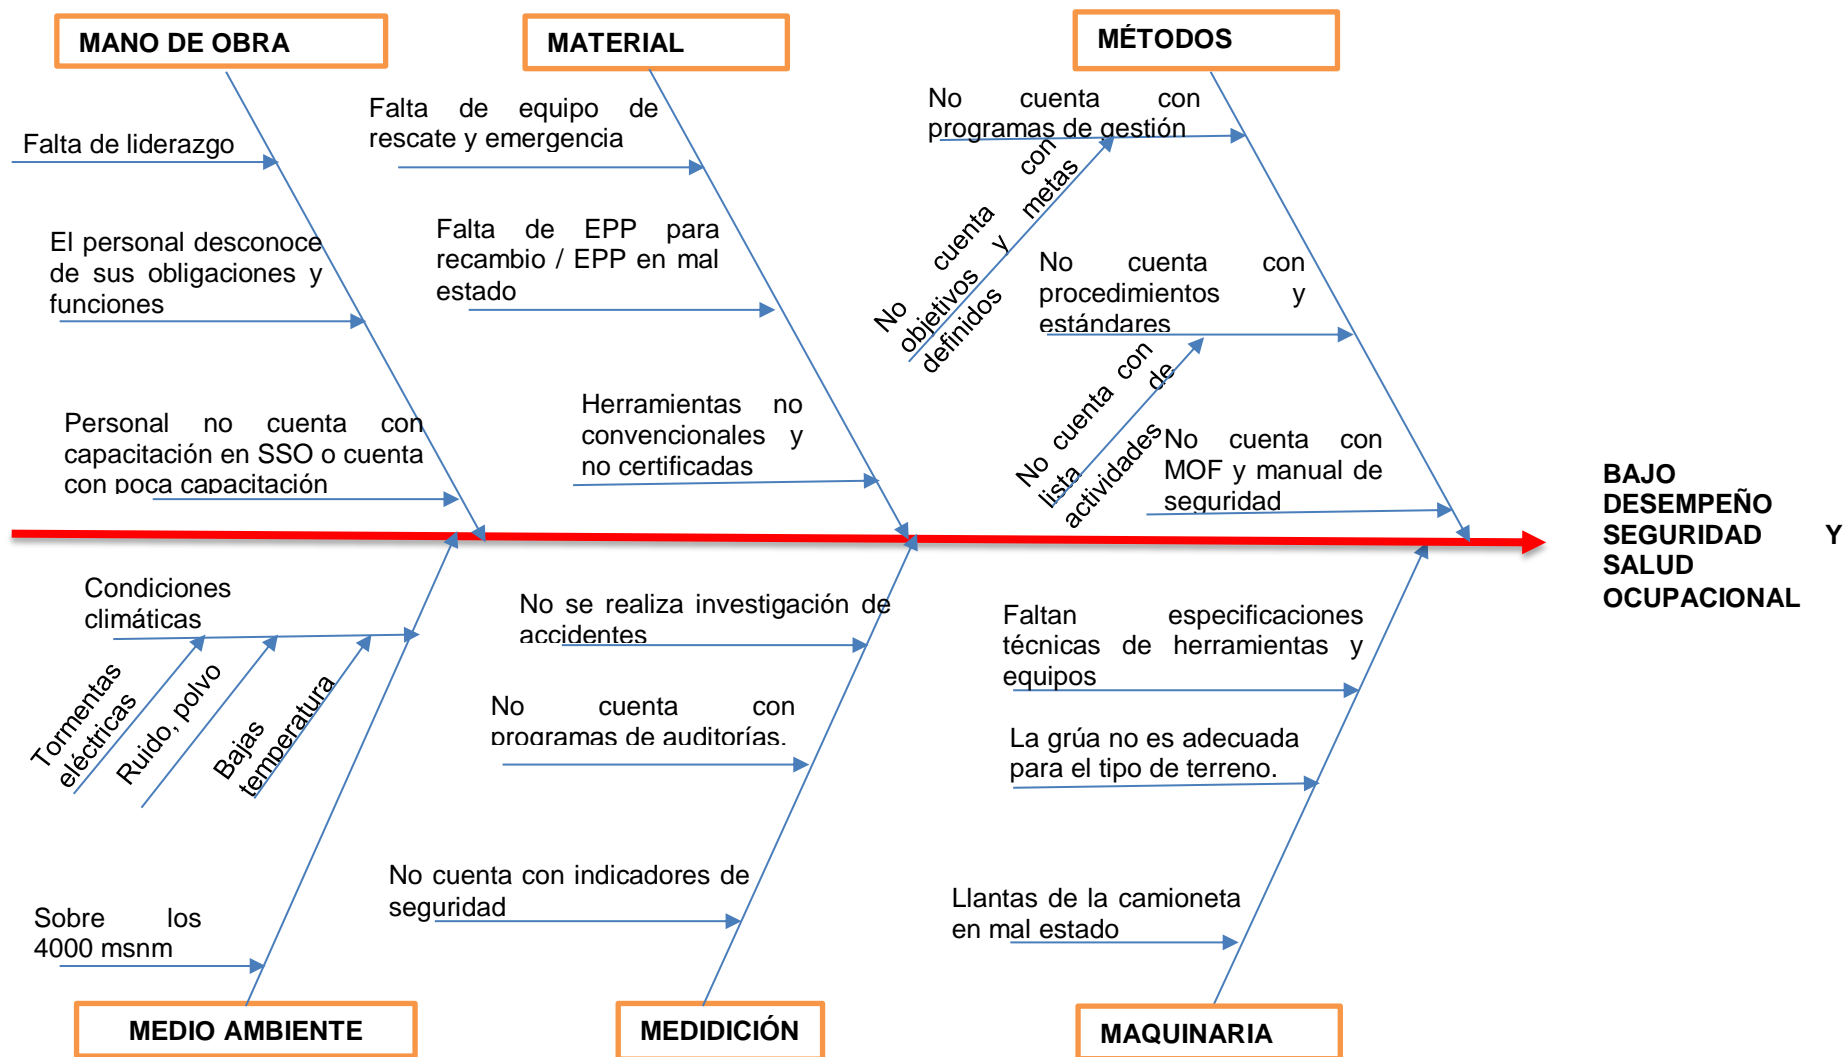 MANO DE OBRA
MATERIAL
MÉTODOS
Falta de liderazgo
El personal desconoce
de sus obligaciones y
funciones
Personal no cuenta con
capacitación en SSO o cuenta
con poca capacitación
Falta de equipo de
rescate y emergencia
Falta de EPP para
recambio / EPP en mal
estado
Herramientas no
convencionales y
no certificadas
No cuenta con
programas de gestión
No cuenta con
objetivos y metas
definidos
No cuenta con
procedimientos y
estándares
No cuenta con
lista de
actividades
No cuenta con
MOF y manual de
seguridad
BAJO
DESEMPEÑO
SEGURIDAD Y
SALUD
OCUPACIONAL
Condiciones
climáticas
Tormentas
eléctricas
Ruido, polvo
Bajas
temperatura
Sobre los
4000 msnm
No se realiza investigación de
accidentes
No cuenta con
programas de auditorías.
No cuenta con indicadores de
seguridad
Faltan especificaciones
técnicas de herramientas y
equipos
La grúa no es adecuada
para el tipo de terreno.
Llantas de la camioneta
en mal estado
MEDIO AMBIENTE
MEDIDICIÓN
MAQUINARIA